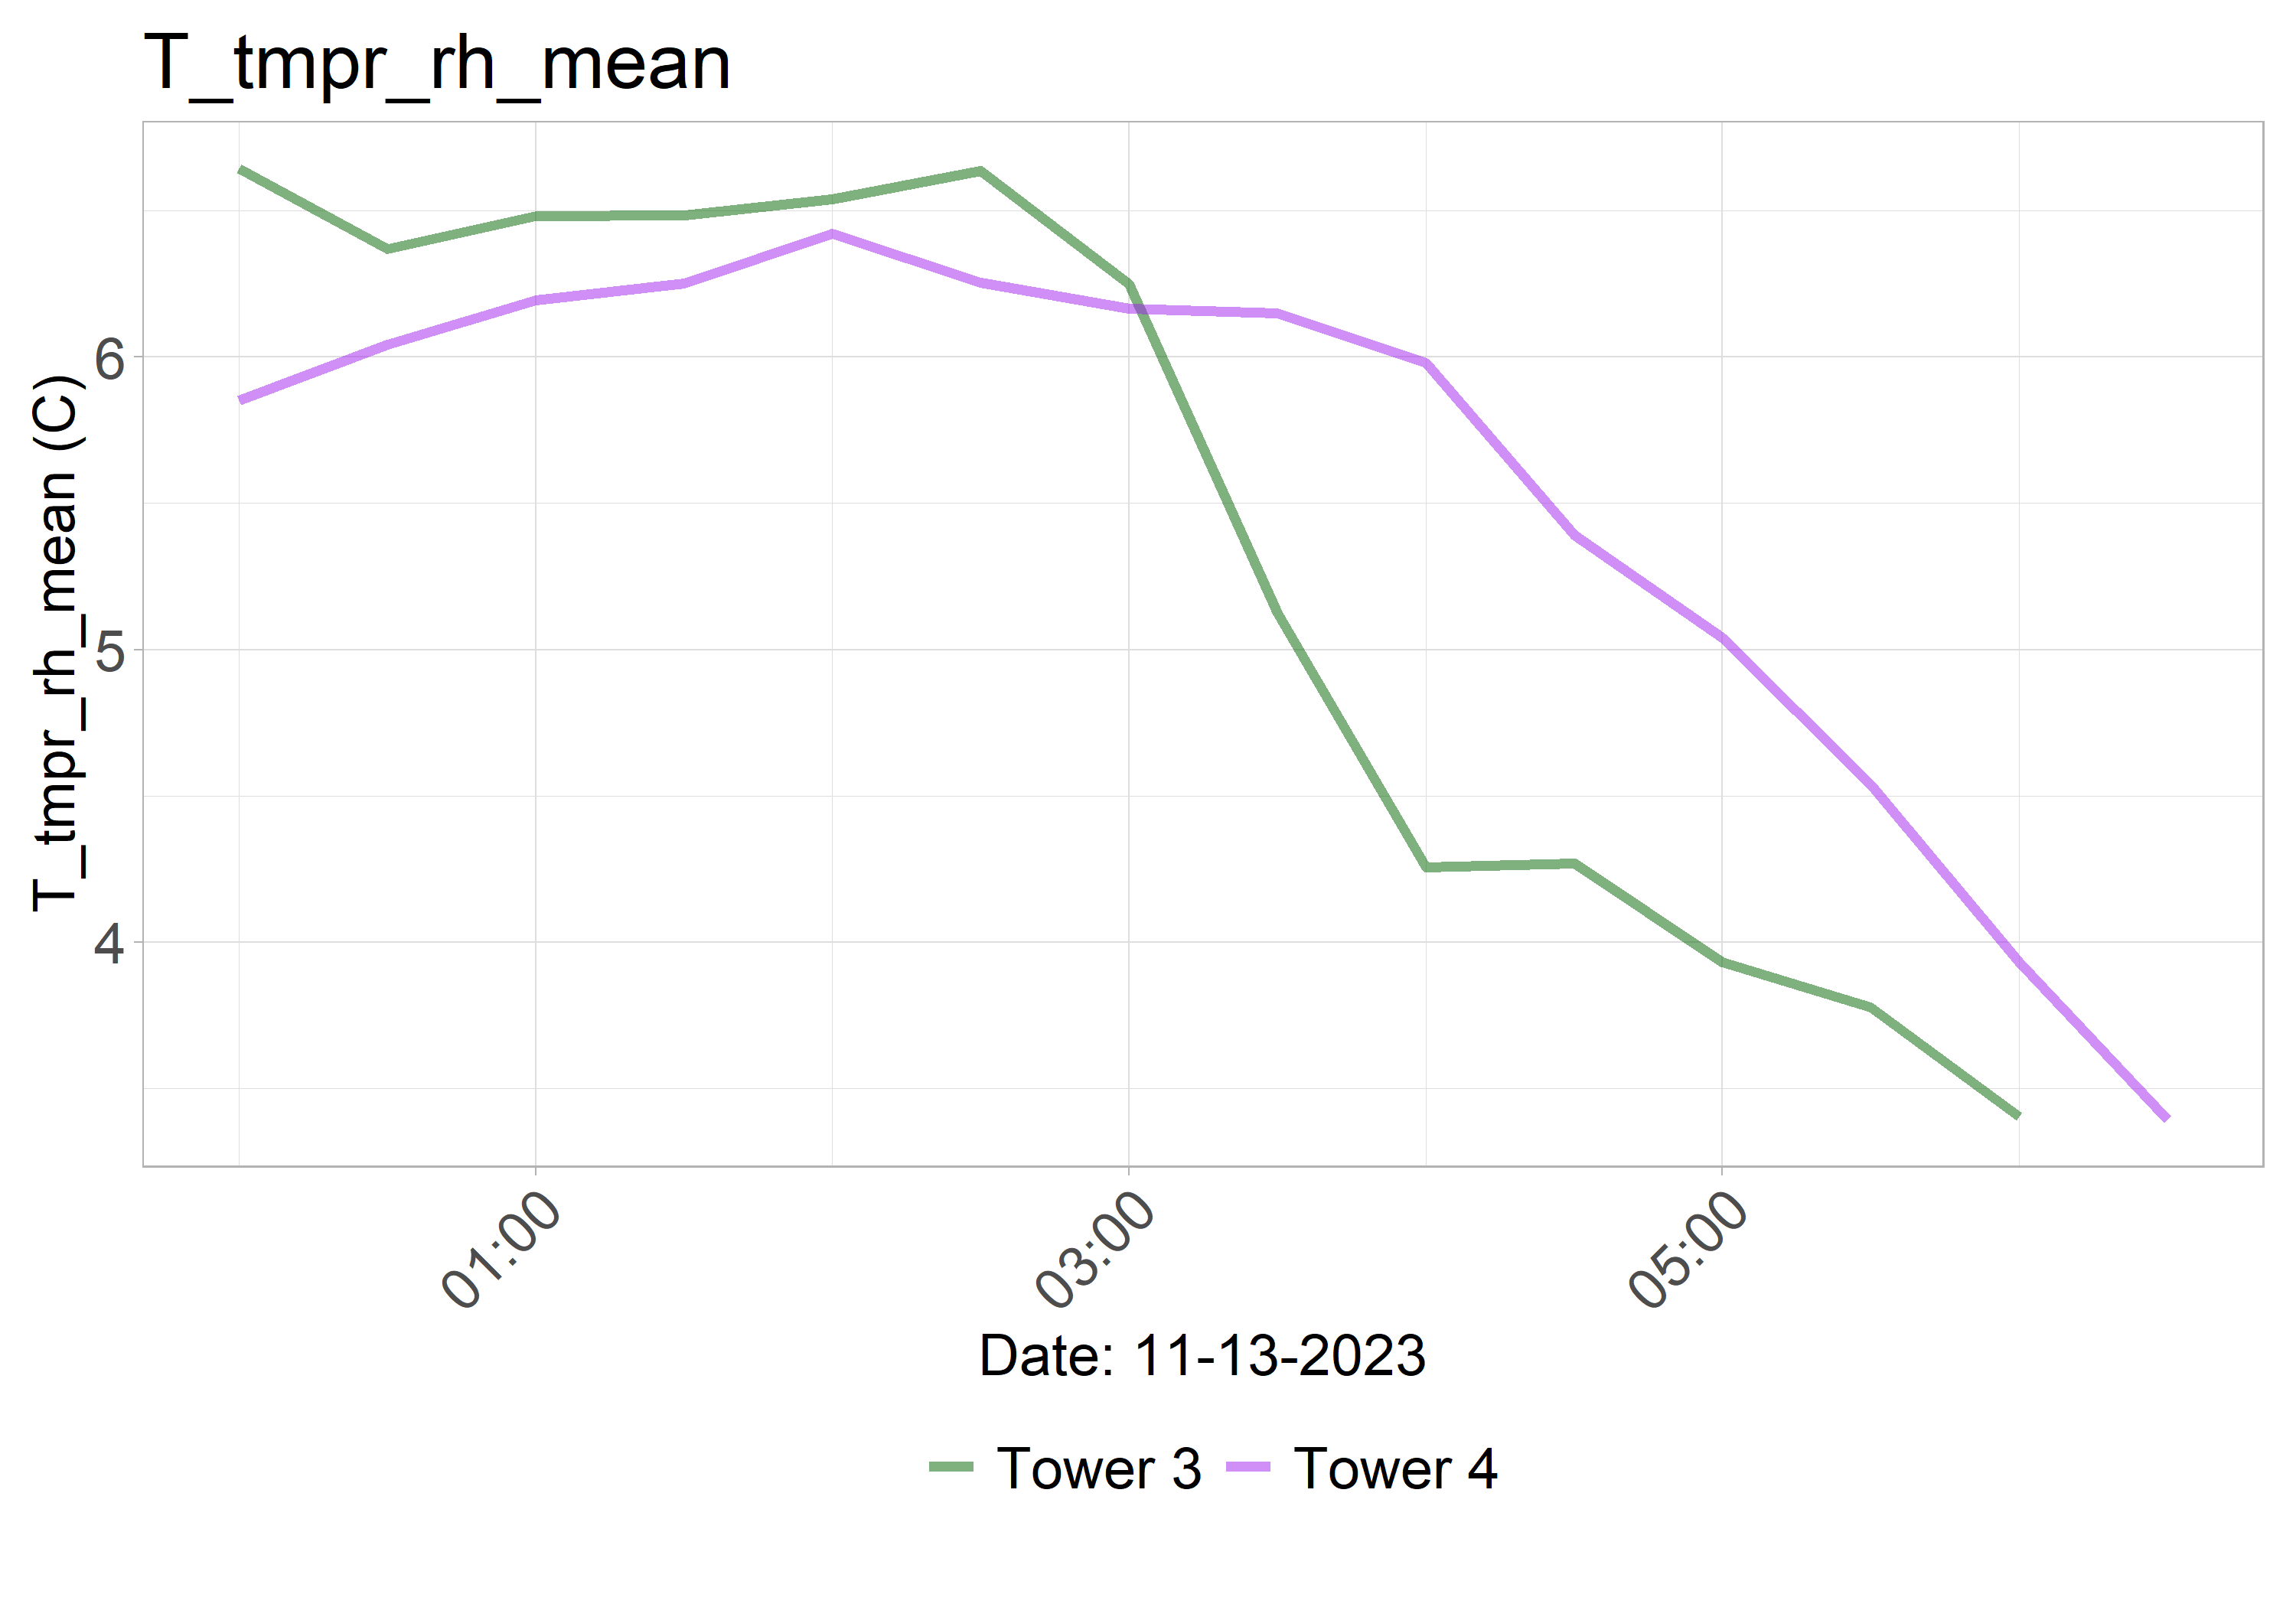 T_tmpr_rh_mean
T_tmpr_rh_mean (C)
6
5
4
01:00
03:00
05:00
Date: 11-13-2023
Tower 3
Tower 4